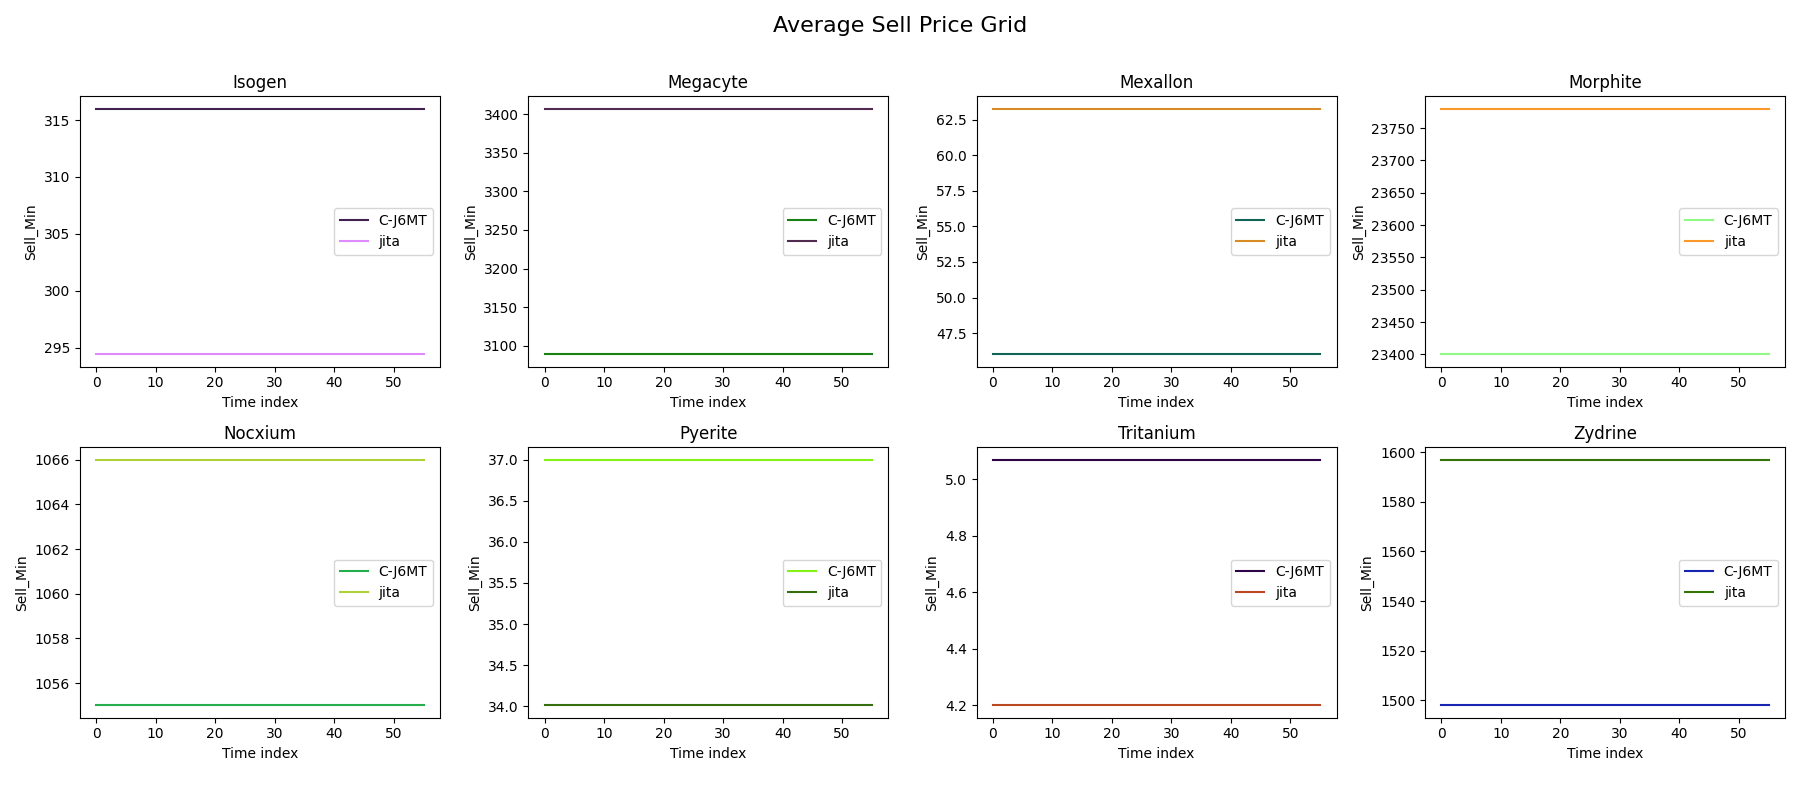 Average Sell Price Grid
Isogen
Sell_Min
315
310
305
300
295
C-J6MT
jita
0 10 20 30 40 50
Time index
Megacyte
Sell_Min
3400
3350
3300
3250
3200
3150
3100
C-J6MT
jita
0 10 20 30 40 50
Time index
Mexallon
Sell_Min
62.5
60.0
57.5
55.0
52.5
50.0
47.5
C-J6MT
jita
0 10 20 30 40 50
Time index
Morphite
Sell_Min
23750
23700
23650
23600
23550
23500
23450
23400
C-J6MT
jita
0 10 20 30 40 50
Time index
Nocxium
Sell_Min
1066
1064
1062
1060
1058
1056
C-J6MT
jita
0 10 20 30 40 50
Time index
Pyerite
Sell_Min
37.0
36.5
36.0
35.5
35.0
34.5
34.0
C-J6MT
jita
0 10 20 30 40 50
Time index
Tritanium
Sell_Min
5.0
4.8
4.6
4.4
4.2
C-J6MT
jita
0 10 20 30 40 50
Time index
Zydrine
Sell_Min
1600
1580
1560
1540
1520
1500
C-J6MT
jita
0 10 20 30 40 50
Time index